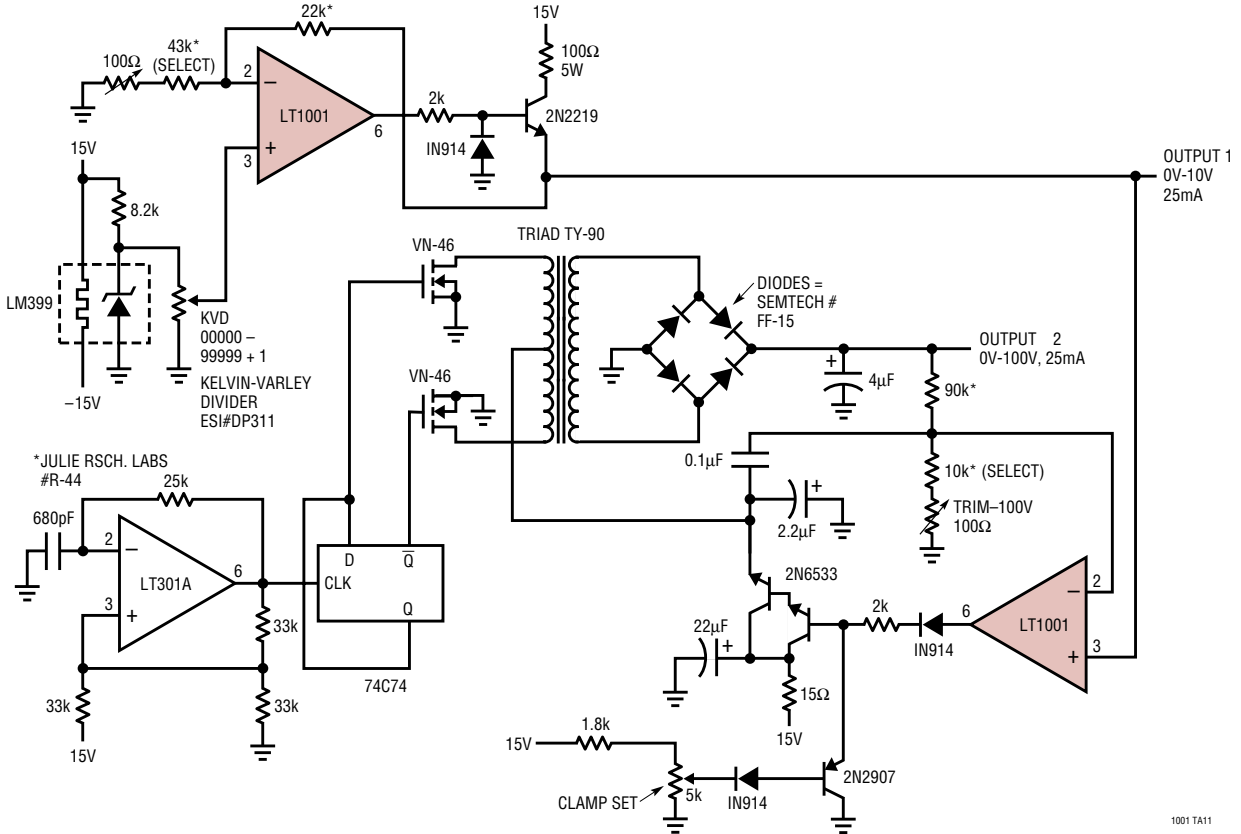 22k*
15V
100Ω
43k*
(SELECT)
2
−
LT1001
+
3
6
2k
IN914
100Ω
5W
2N2219
OUTPUT 1
0V-10V
25mA
15V
8.2k
LM399
–15V
KVD
00000 –
99999 + 1
KELVIN-VARLEY
DIVIDER
ESI#DP311
VN-46
TRIAD TY-90
VN-46
DIODES =
SEMTECH #
FF-15
OUTPUT 2
0V-100V, 25mA
+
4µF
90k*
0.1µF
10k* (SELECT)
TRIM–100V
100Ω
+
2.2µF
*JULIE RSCH. LABS
#R-44
25k
680pF
2
−
LT301A
3
+
6
33k
33k
33k
15V
D
Q
CLK
Q
74C74
2N6533
22µF
+
15Ω
15V
2k
IN914
6
−
2
LT1001
+
3
1.8k
15V
CLAMP SET
5k
IN914
2N2907
1001 TA11